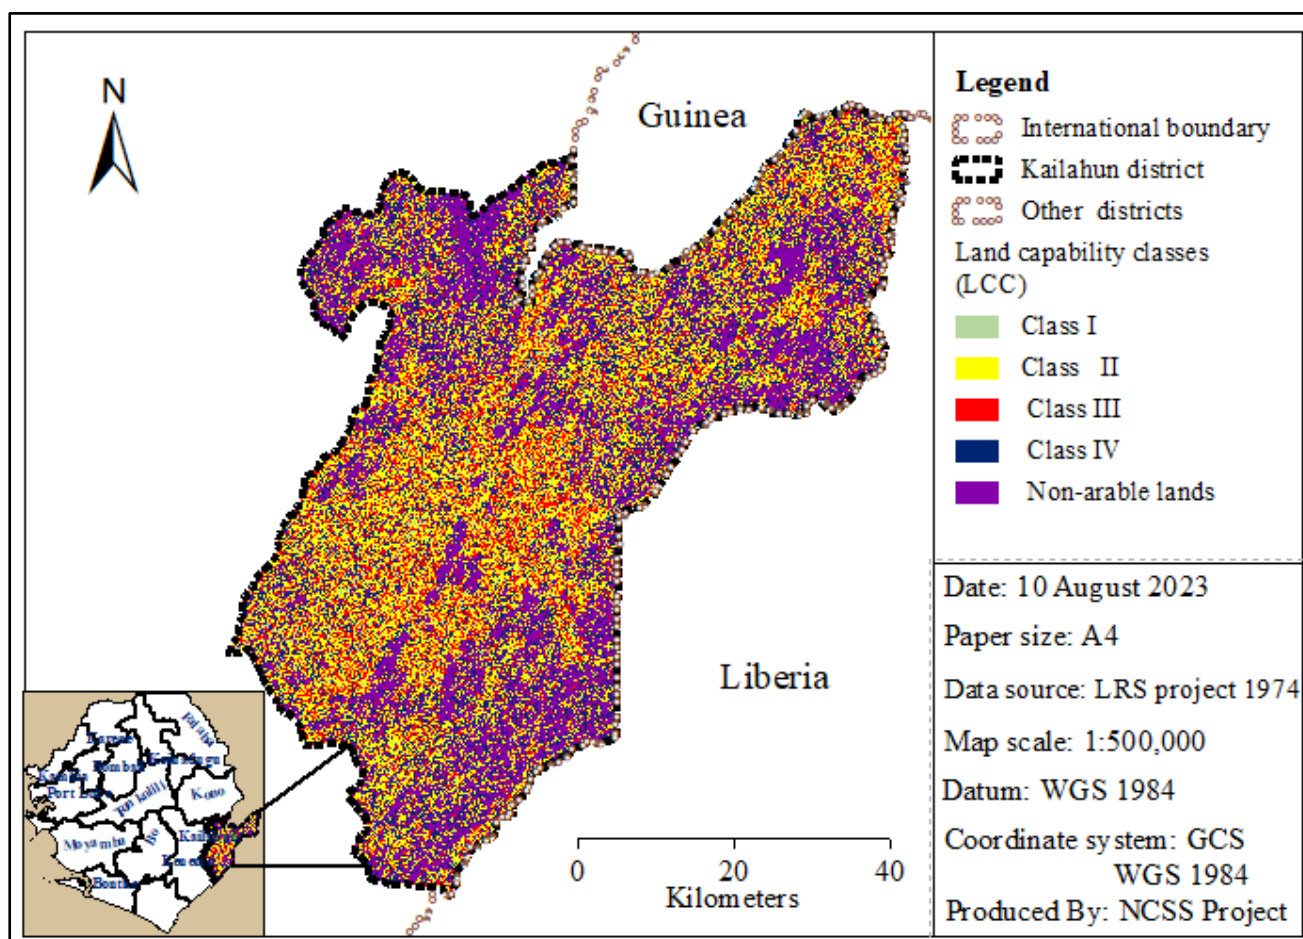 N
Guinea
Liberia
0 20 40
Kilometers
Kono
Moyamba
Bo
Legend
International boundary
Kailahun district
Other districts
Land capability classes
(LCC)
Class I
Class II
Class III
Class IV
Non-arable lands
Date: 10 August 2023
Paper size: A4
Data source: LRS project 1974
Map scale: 1:500,000
Datum: WGS 1984
Coordinate system: GCS
WGS 1984
Produced By: NCSS Project